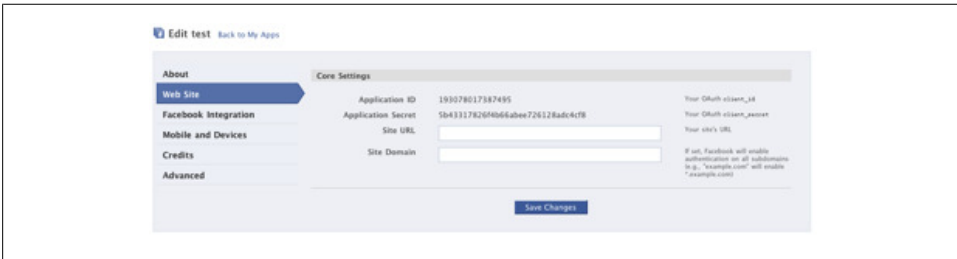 Edit test Back to My Apps
About
Web Site
Facebook Integration
Mobile and Devices
Credits
Advanced
Core Settings
Application ID 193078017387495 Your OAuth client_id
Application Secret 5b43317826f4b66abee726128adc4cf8 Your OAuth client_secret
Site URL Your site's URL
Site Domain If set, Facebook will enable
authentication on all subdomains
(e.g., "example.com" will enable
*.example.com)
Save Changes